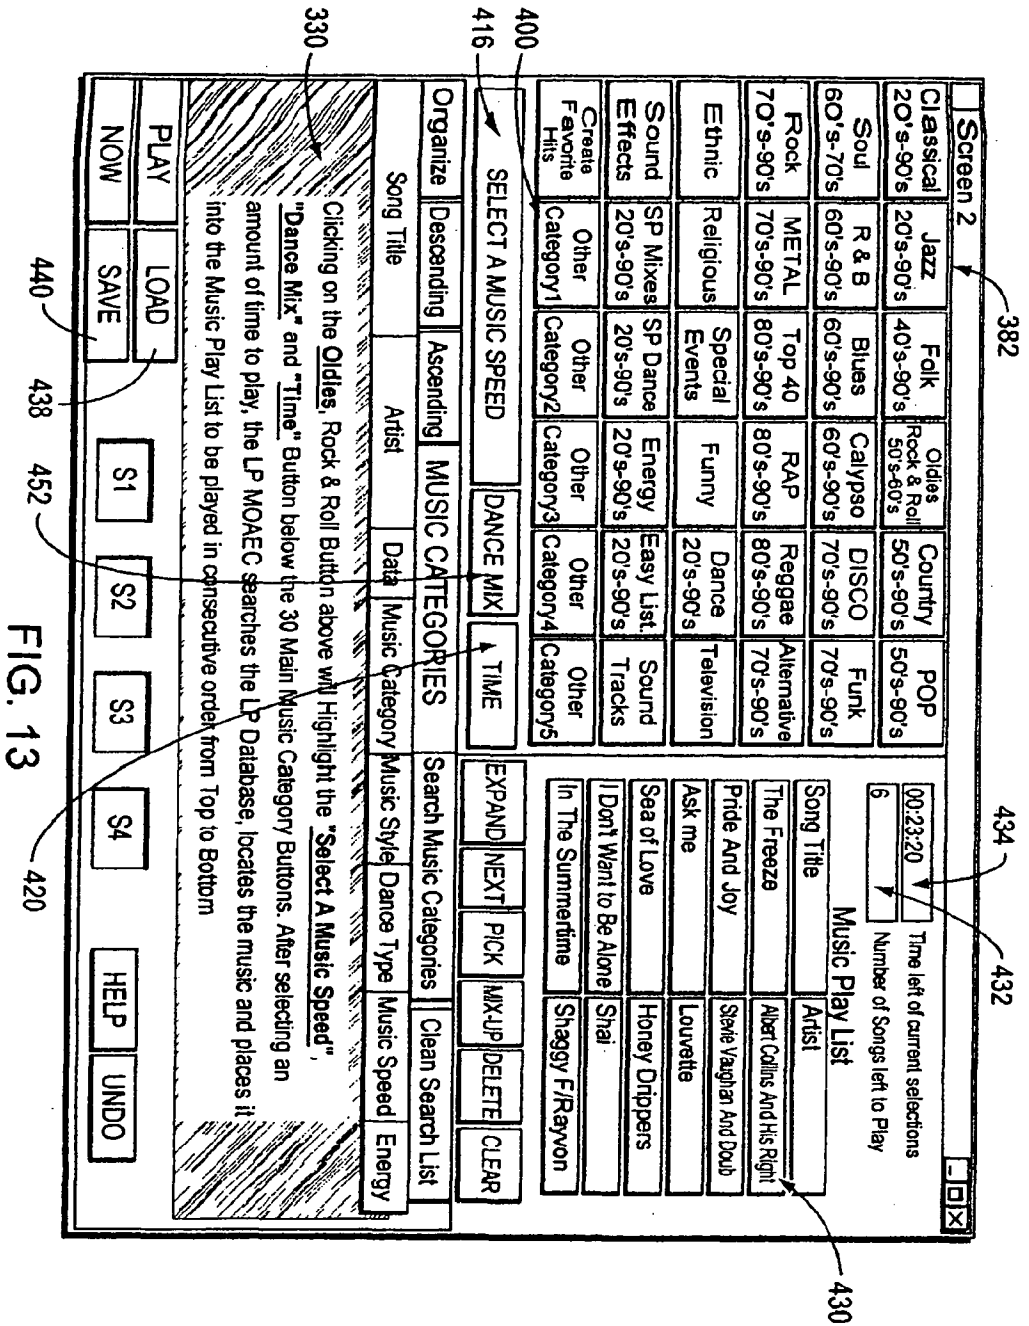 382
434
432
430
Screen 2
Classical 20's-90's
Jazz 20's-90's
Folk 40's-90's
Oldies Rock & Roll 50's-60's
Country 50's-90's
POP 50's-90's
Soul 60's-70's
R & B 60's-90's
Blues 60's-90's
Calypso 60's-90's
DISCO 70's-90's
Funk 70's-90's
Rock 70's-90's
METAL 70's-90's
Top 40 80's-90's
RAP 80's-90's
Reggae 80's-90's
Alternative 70's-90's
Ethnic
Religious
Special Events
Funny
Dance 20's-90's
Television
Sound Effects
SP Mixes 20's-90's
SP Dance 20's-90's
Energy 20's-90's
Easy List. 20's-90's
Sound Tracks
Create Favorite Hits
Other Category1
Other Category2
Other Category3
Other Category4
Other Category5
00:23:20 Time left of current selections
6 Number of Songs left to Play
Music Play List
Song Title Artist
The Freeze Albert Collins And His Right
Pride And Joy Stevie Vaughan And Doub
Ask me Louvette
Sea of Love Honey Drippers
I Don't Want to Be Alone Shai
In The Summertime Shaggy F/Rayvon
400
416
SELECT A MUSIC SPEED DANCE MIX TIME EXPAND NEXT PICK MIX-UP DELETE CLEAR
Organize Descending Ascending MUSIC CATEGORIES Search Music Categories Clean Search List
Song Title Artist Data Music Category Music Style Dance Type Music Speed Energy
330
Clicking on the Oldies, Rock & Roll Button above will Highlight the "Select A Music Speed",
"Dance Mix" and "Time" Button below the 30 Main Music Category Buttons. After selecting an
amount of time to play, the LP MOAEC searches the LP Database, locates the music and places it
into the Music Play List to be played in consecutive order from Top to Bottom
PLAY LOAD
NOW SAVE
S1 S2 S3 S4 HELP UNDO
440
438
452
420
FIG. 13